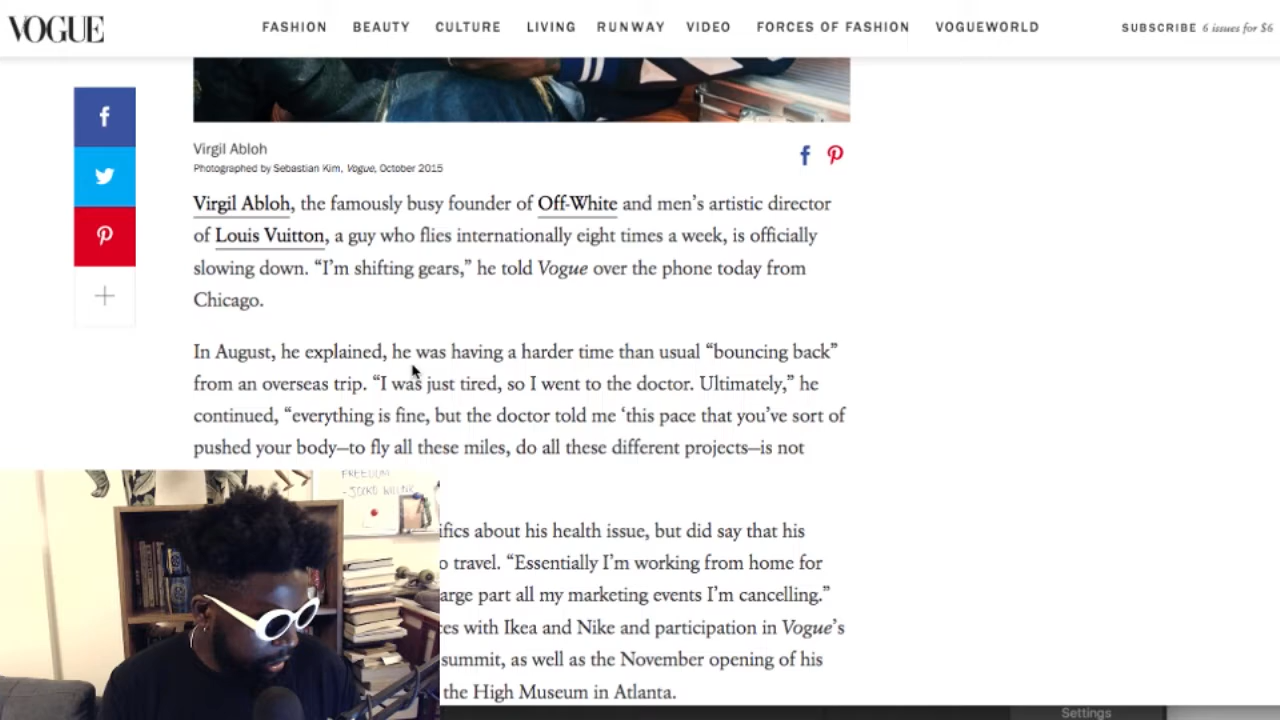 VOGUE
FASHION BEAUTY CULTURE LIVING RUNWAY VIDEO FORCES OF FASHION VOGUEWORLD SUBSCRIBE 6 issues for $6
Virgil Abloh
Photographed by Sebastian Kim, Vogue, October 2015
Virgil Abloh, the famously busy founder of Off-White and men’s artistic director
of Louis Vuitton, a guy who flies internationally eight times a week, is officially
slowing down. “I’m shifting gears,” he told Vogue over the phone today from
Chicago.
In August, he explained, he was having a harder time than usual “bouncing back”
from an overseas trip. “I was just tired, so I went to the doctor. Ultimately,” he
continued, “everything is fine, but the doctor told me ‘this pace that you’ve sort of
pushed your body—to fly all these miles, do all these different projects—is not
FREEDOM
- JOCKO WILLINK
ifics about his health issue, but did say that his
o travel. “Essentially I’m working from home for
arge part all my marketing events I’m cancelling.”
es with Ikea and Nike and participation in Vogue’s
summit, as well as the November opening of his
the High Museum in Atlanta.
Settings